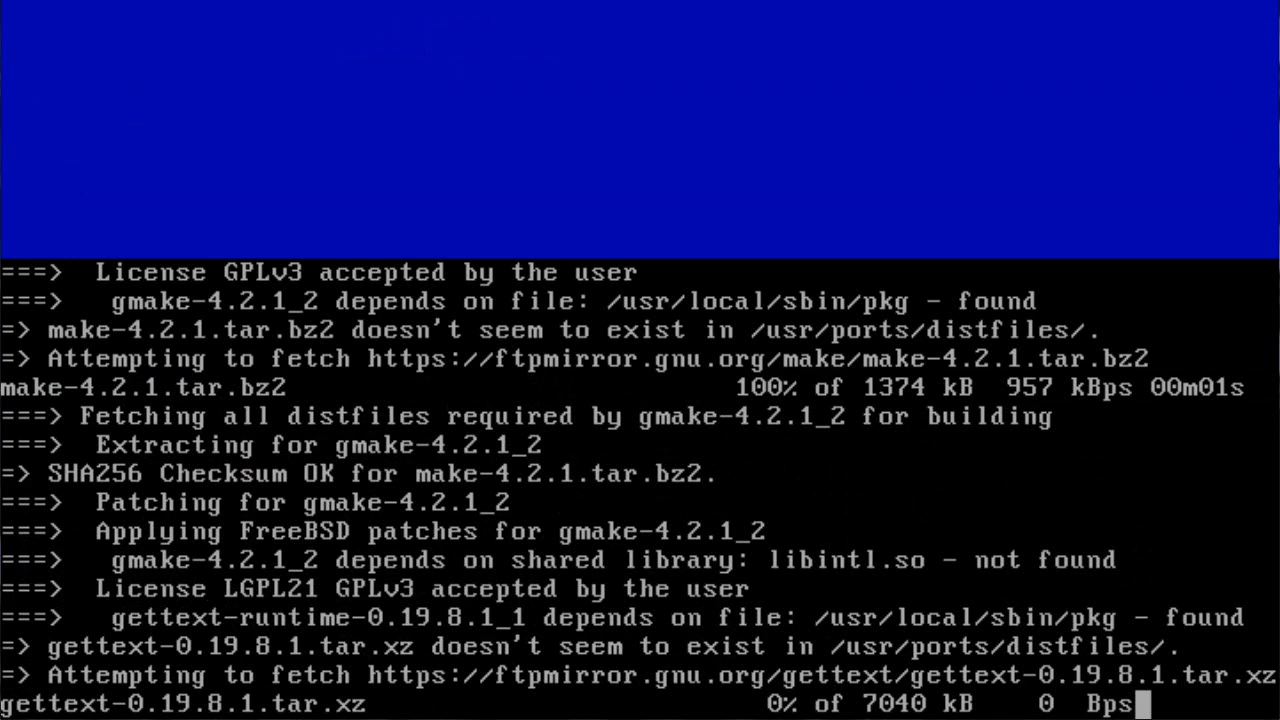 ===>  License GPLv3 accepted by the user
===>   gmake-4.2.1_2 depends on file: /usr/local/sbin/pkg - found
=> make-4.2.1.tar.bz2 doesn't seem to exist in /usr/ports/distfiles/.
=> Attempting to fetch https://ftpmirror.gnu.org/make/make-4.2.1.tar.bz2
make-4.2.1.tar.bz2                            100% of 1374 kB  957 kBps 00m01s
===> Fetching all distfiles required by gmake-4.2.1_2 for building
===>  Extracting for gmake-4.2.1_2
=> SHA256 Checksum OK for make-4.2.1.tar.bz2.
===>  Patching for gmake-4.2.1_2
===>  Applying FreeBSD patches for gmake-4.2.1_2
===>   gmake-4.2.1_2 depends on shared library: libintl.so - not found
===>  License LGPL21 GPLv3 accepted by the user
===>   gettext-runtime-0.19.8.1_1 depends on file: /usr/local/sbin/pkg - found
=> gettext-0.19.8.1.tar.xz doesn't seem to exist in /usr/ports/distfiles/.
=> Attempting to fetch https://ftpmirror.gnu.org/gettext/gettext-0.19.8.1.tar.xz
gettext-0.19.8.1.tar.xz                         0% of 7040 kB    0  Bps